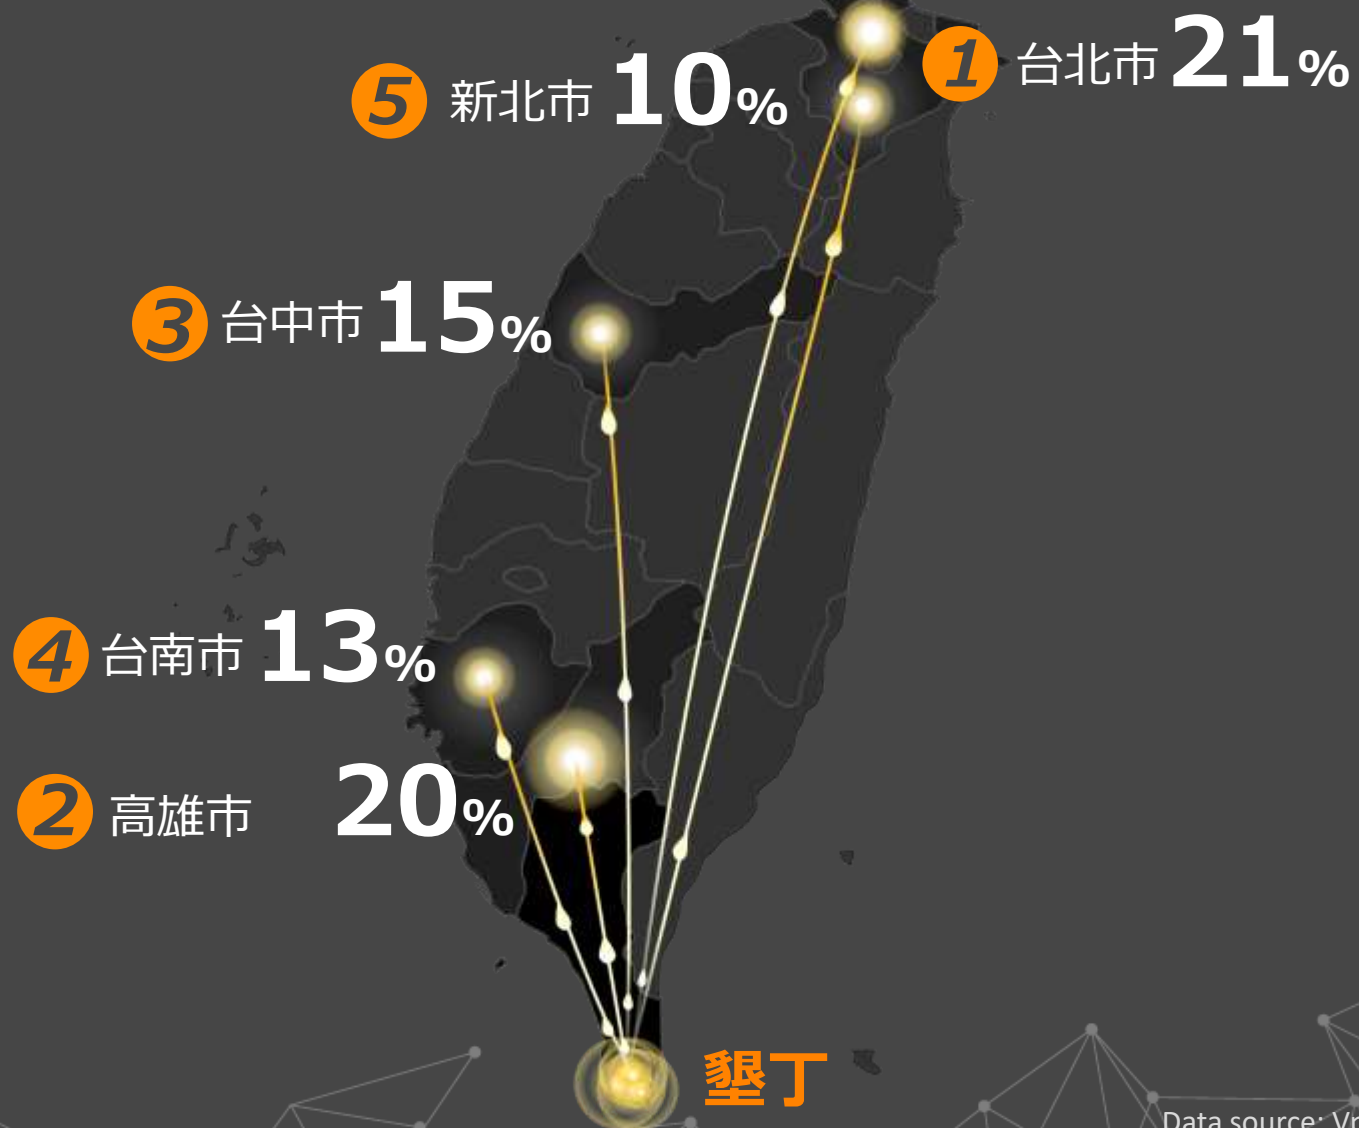 1 台北市 21%
5 新北市 10%
3 台中市 15%
4 台南市 13%
2 高雄市 20%
墾丁
Data source: